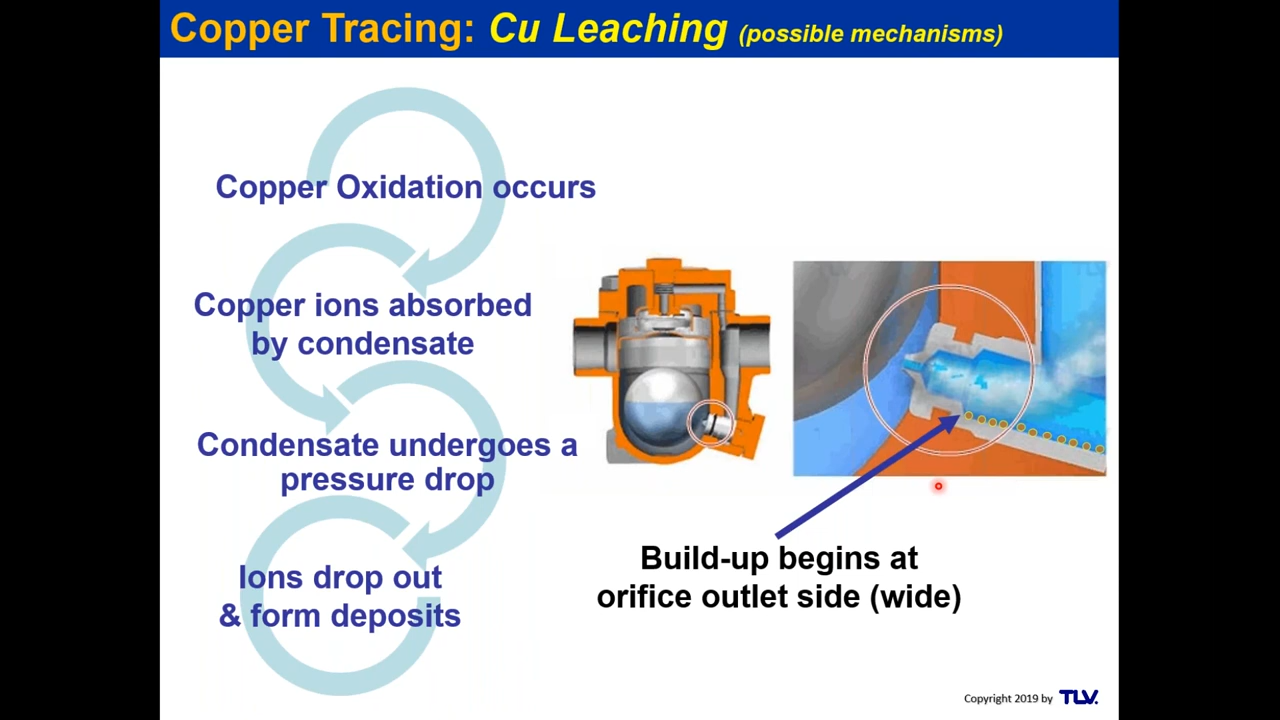 Copper Tracing: Cu Leaching (possible mechanisms)
Copper Oxidation occurs
Copper ions absorbed
by condensate
Condensate undergoes a
pressure drop
Ions drop out
& form deposits
Build-up begins at
orifice outlet side (wide)
TLV.
Copyright 2019 by TLV.